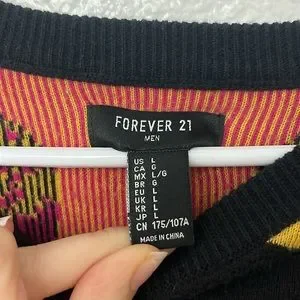 FOREVER 21
MEN
US L
CA G
MX L/G
BR G
EU L
UK L
KR L
JP L
CN 175/107A
MADE IN CHINA